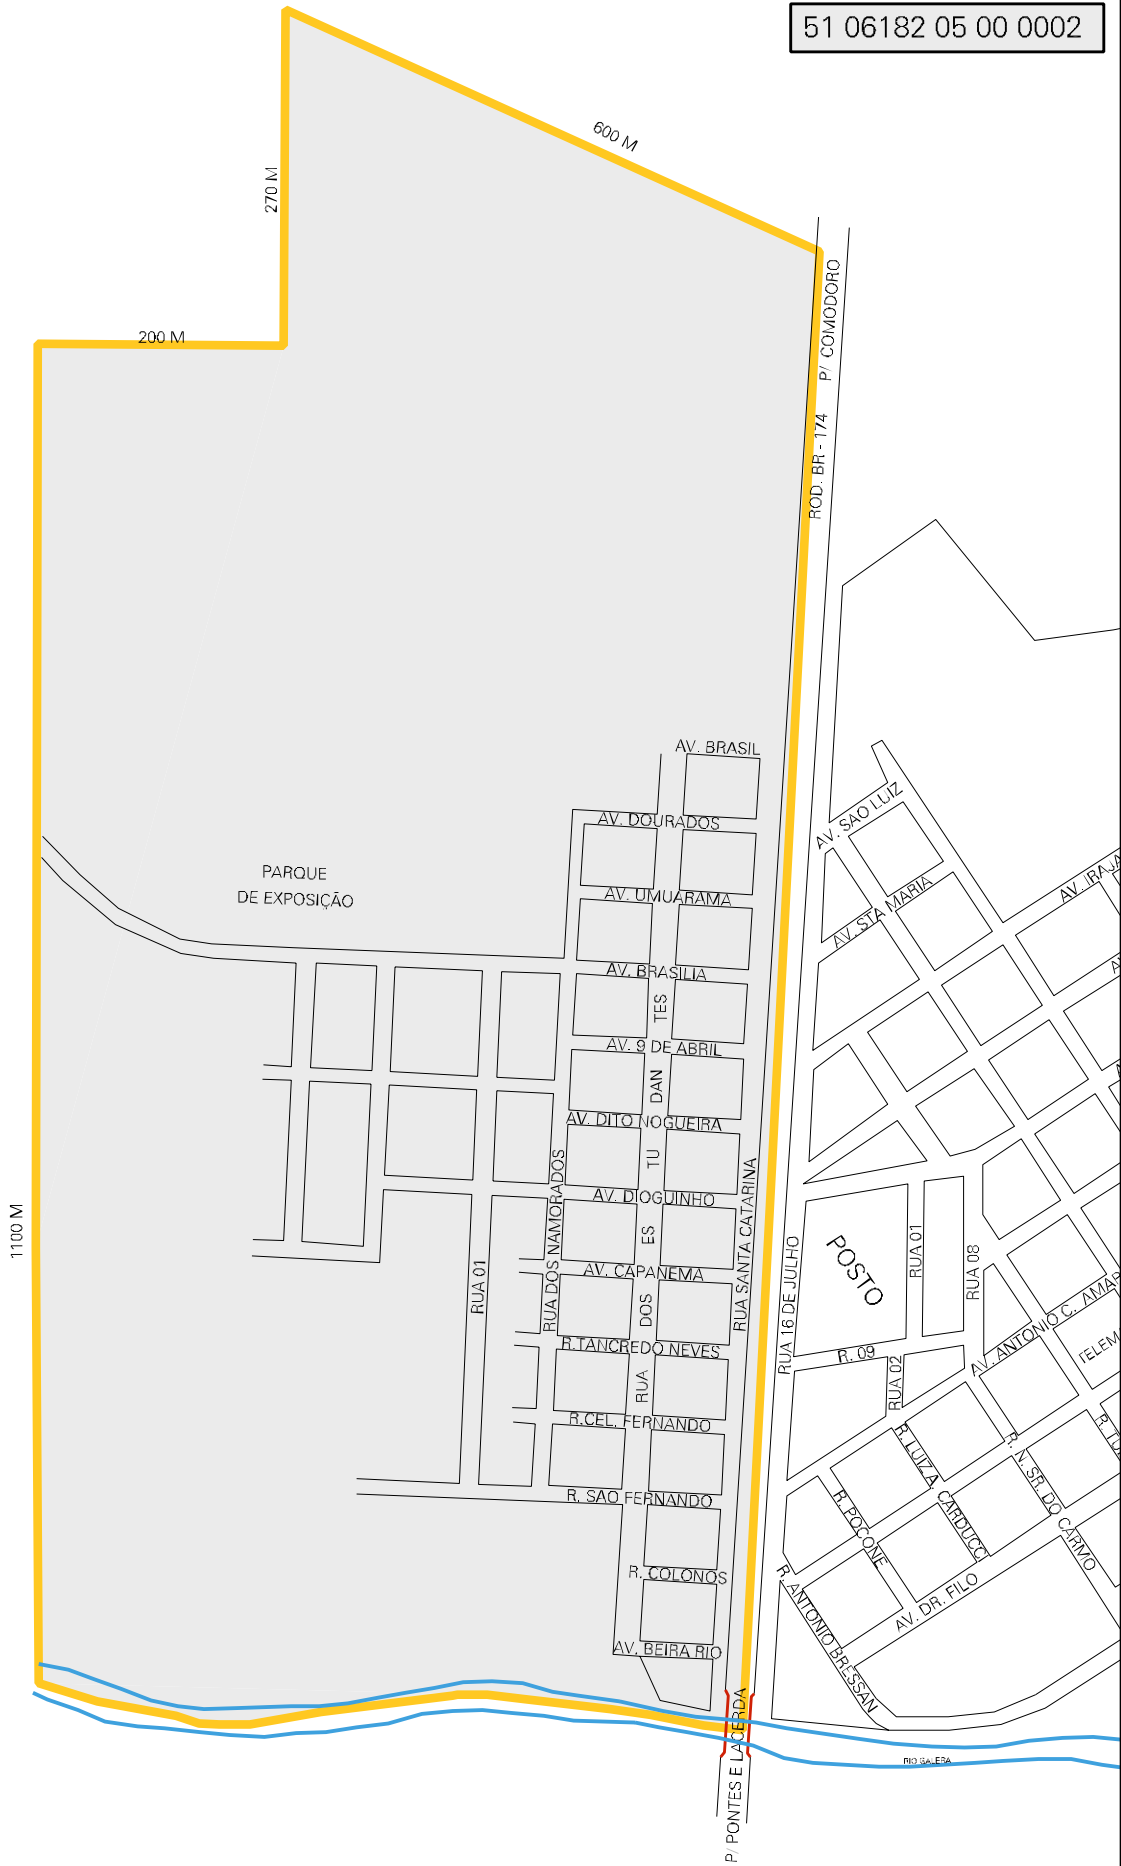 51 06182 05 00 0002
600 M
270 M
200 M
P/ COMODORO
ROD. BR - 174
AV. BRASIL
AV. DOURADOS
AV. SAO LUIZ
PARQUE
DE EXPOSIÇÃO
AV. UMUARAMA
AV. STA MARIA
AV. IRAJA
AV. BRASILIA
AV. 9 DE ABRIL
AV. DITO NOGUEIRA
AV. DIOGUINHO
AV. CAPANEMA
R.TANCREDO NEVES
R.CEL. FERNANDO
R. SAO FERNANDO
R. COLONOS
AV. BEIRA RIO
RUA DOS ES TU DAN TES
RUA SANTA CATARINA
RUA DOS NAMORADOS
RUA 01
1100 M
RUA 16 DE JULHO
POSTO
RUA 01
RUA 08
R. 09
RUA 02
AV. ANTONIO C. AMAR
TELEM
R. LUIZ A. CARDUCCI
R. N. SR. DO CARMO
R. POCONE
AV. DR. FILO
R. ANTONIO BRESSAN
RIO GALERA
P/ PONTES E LACERDA